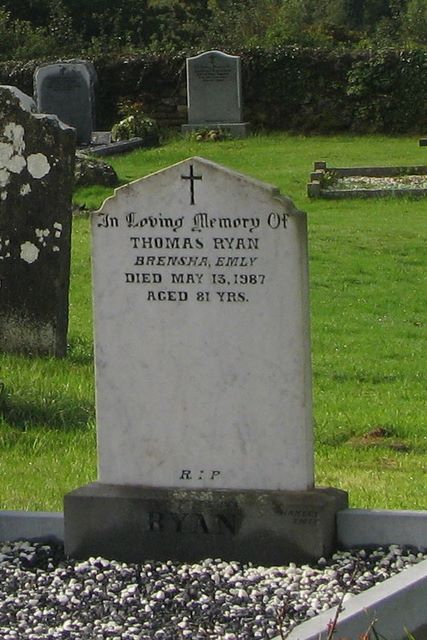 In Loving Memory Of
THOMAS RYAN
BRENSHA, EMLY
DIED MAY 13, 1987
AGED 81 YRS.
R I P
RYAN